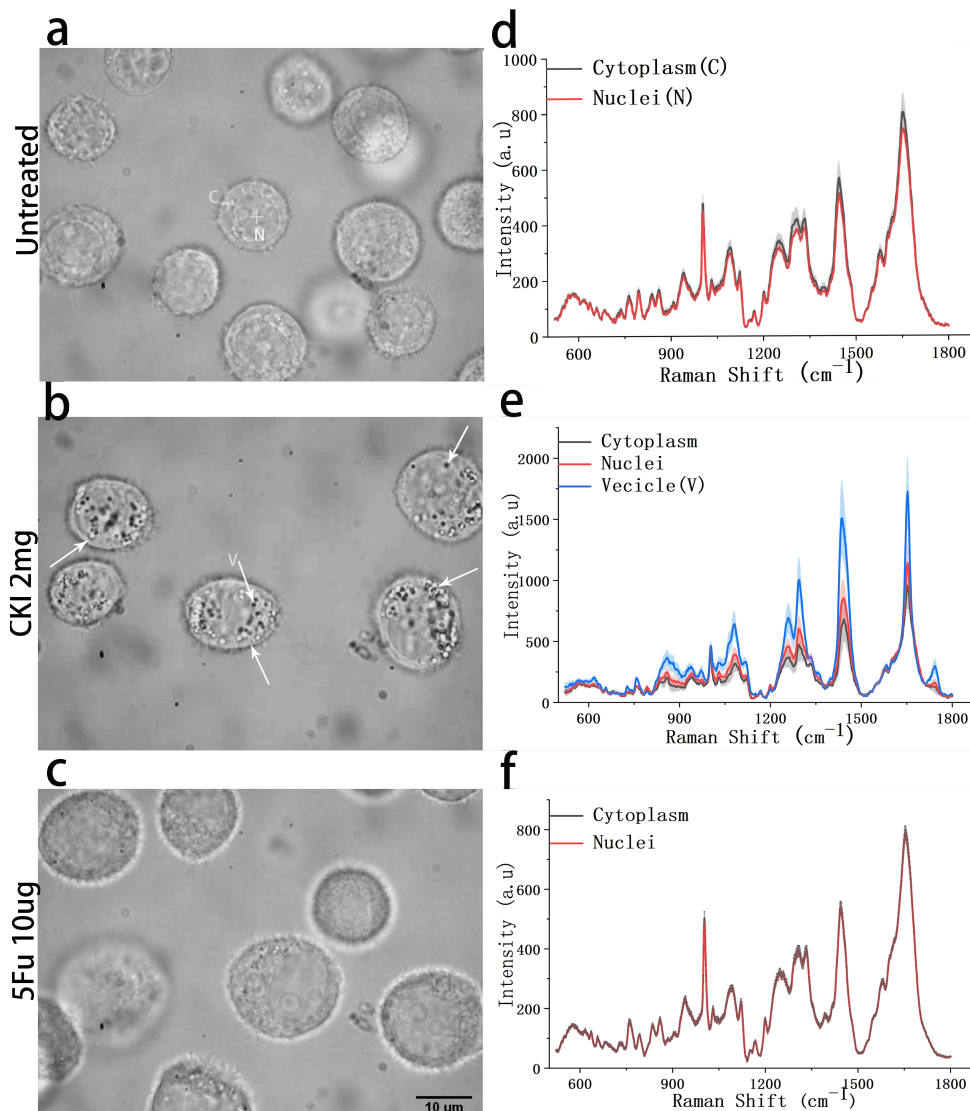 a
Untreated
C
N
d
Cytoplasm(C)
Nuclei(N)
Intensity (a.u)
1000
800
600
400
200
0
600
900
1200
1500
1800
Raman Shift (cm⁻¹)
b
CKI 2mg
V
e
Cytoplasm
Nuclei
Vecicle(V)
Intensity (a.u)
2000
1500
1000
500
0
600
900
1200
1500
1800
Raman Shift (cm⁻¹)
c
5Fu 10ug
10 μm
f
Cytoplasm
Nuclei
Intensity (a.u)
800
600
400
200
0
600
900
1200
1500
1800
Raman Shift (cm⁻¹)